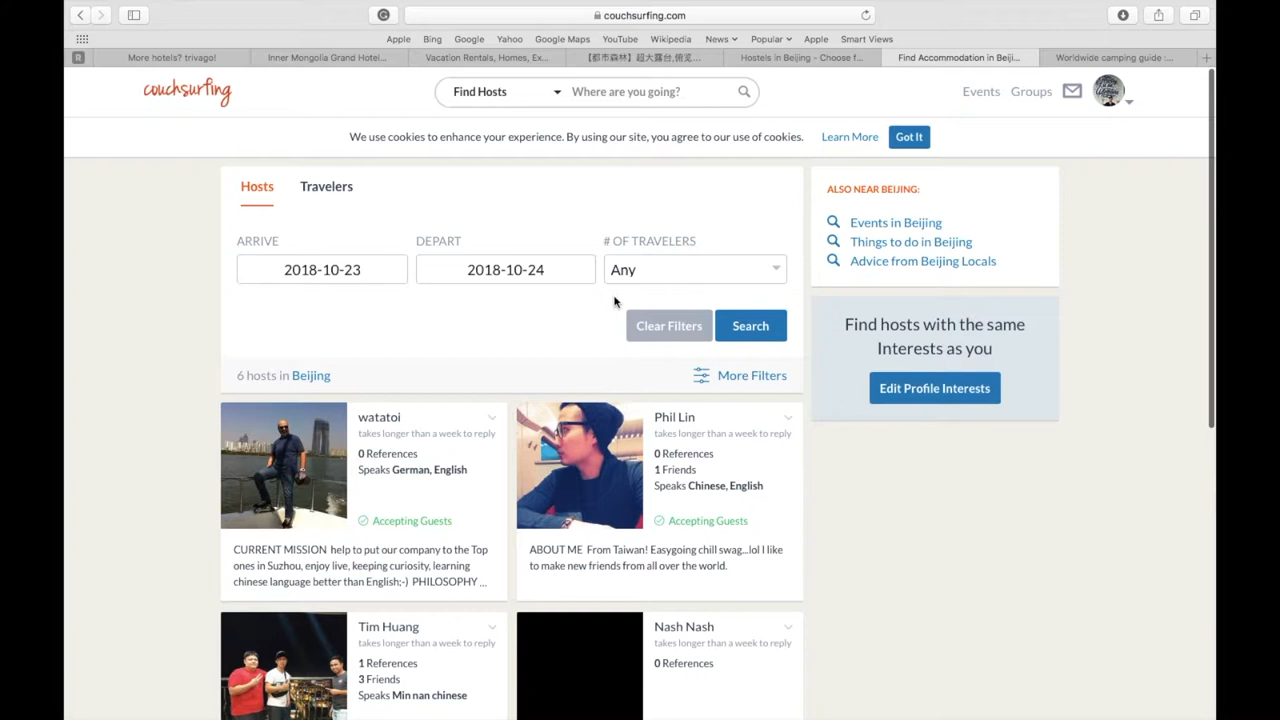 couchsurfing.com
Apple Bing Google Yahoo Google Maps YouTube Wikipedia News Popular Apple Smart Views
R More hotels? trivago! Inner Mongolia Grand Hotel... Vacation Rentals, Homes, Ex... 【都市森林】超大露台,俯览... Hostels in Beijing – Choose f... Find Accommodation in Beiji... Worldwide camping guide :...
couchsurfing Find Hosts Where are you going? Events Groups
We use cookies to enhance your experience. By using our site, you agree to our use of cookies. Learn More Got It
Hosts Travelers
ARRIVE DEPART # OF TRAVELERS
2018-10-23 2018-10-24 Any
Clear Filters Search
6 hosts in Beijing More Filters
ALSO NEAR BEIJING:
Events in Beijing
Things to do in Beijing
Advice from Beijing Locals
Find hosts with the same
Interests as you
Edit Profile Interests
watatoi
takes longer than a week to reply
0 References
Speaks German, English
Accepting Guests
CURRENT MISSION help to put our company to the Top
ones in Suzhou, enjoy live, keeping curiosity, learning
chinese language better than English;-) PHILOSOPHY ...
Phil Lin
takes longer than a week to reply
0 References
1 Friends
Speaks Chinese, English
Accepting Guests
ABOUT ME From Taiwan! Easygoing chill swag...lol I like
to make new friends from all over the world.
Tim Huang
takes longer than a week to reply
1 References
3 Friends
Speaks Min nan chinese
Nash Nash
takes longer than a week to reply
0 References